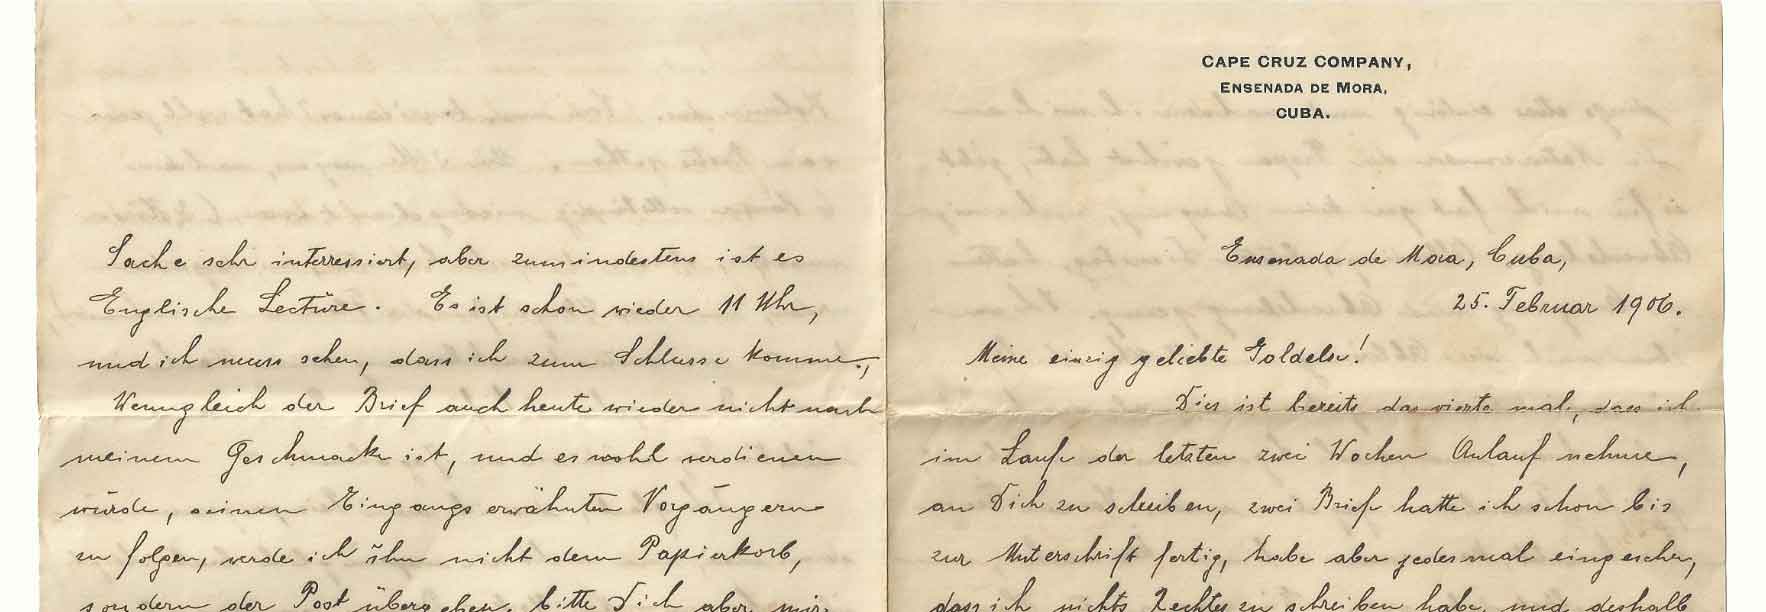 CAPE CRUZ COMPANY,
ENSENADA DE MORA,
CUBA.
Ensenada de Mora, Cuba,
25. Februar 1906.
Meine einzig geliebte Goldelse!
Dies ist bereits das vierte mal, dass ich
im Laufe der letzten zwei Wochen Anlauf nehme,
an Dich zu schreiben, zwei Briefe hatte ich schon bis
zur Unterschrift fertig, habe aber jedesmal eingesehen,
dass ich nichts Rechtes zu schreiben habe, und deshalb
Sache sehr interressiert, aber zumindestens ist es
Englische Lectüre. Es ist schon wieder 11 Uhr,
und ich muss sehen, dass ich zum Schlusse komme,
Wenngleich der Brief auch heute wieder nicht nach
meinem Geschmacke ist, und es wohl verdienen
würde, seinen Eingangs erwähnten Vorgängern
zu folgen, werde ich ihn nicht dem Papierkorb,
sondern der Post übergeben, bitte Dich aber, mir